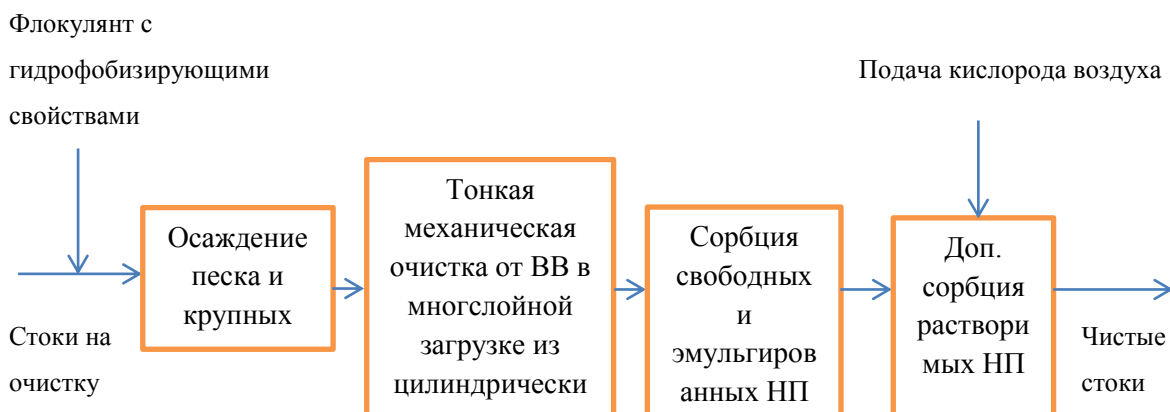 Флокулянт с
гидрофобизирующими
свойствами
Подача кислорода воздуха
Стоки на
очистку
Осаждение
песка и
крупных
Тонкая
механическая
очистка от ВВ в
многслойной
загрузке из
цилиндрически
Сорбция
свободных
и
эмульгиров
анных НП
Доп.
сорбция
раствори
мых НП
Чистые
стоки